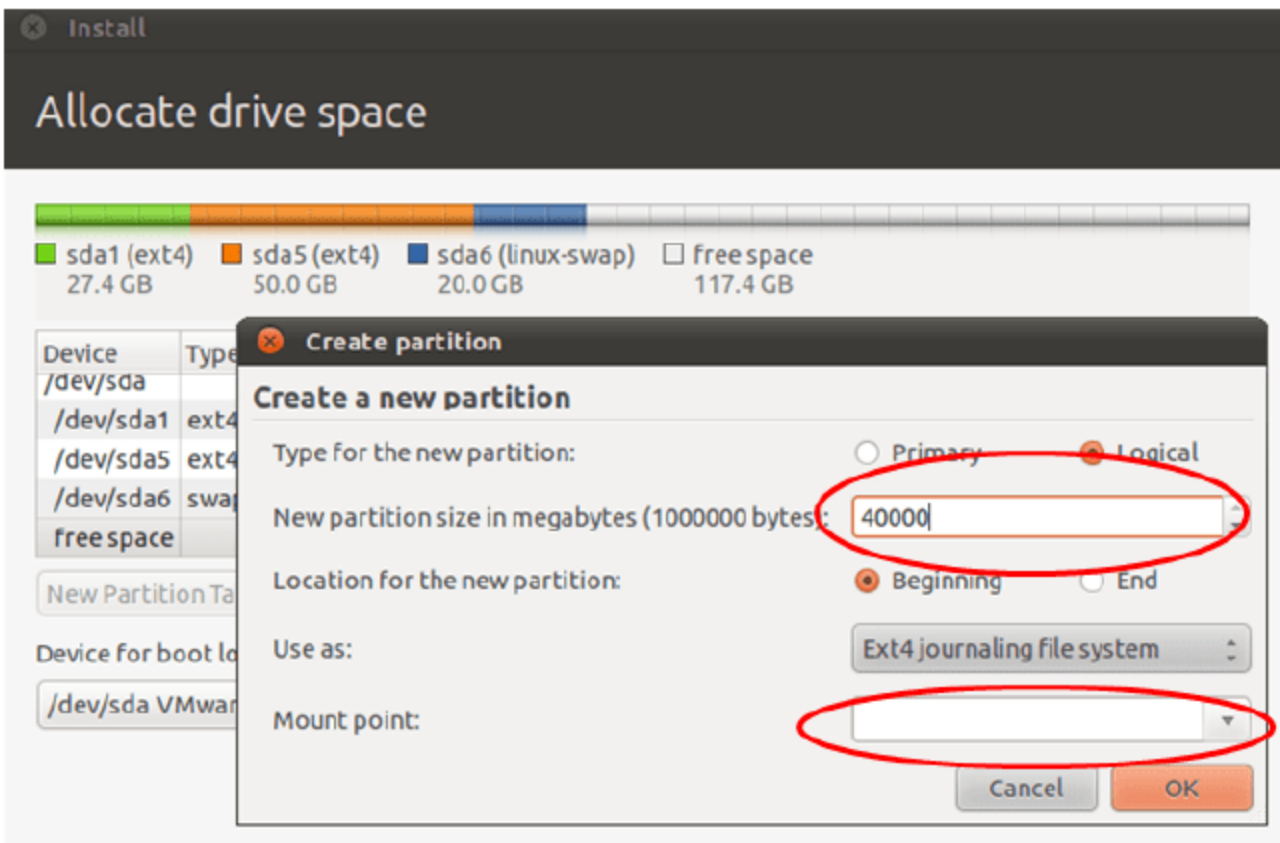 Install
Allocate drive space
sda1 (ext4) sda5 (ext4) sda6 (linux-swap) free space
27.4 GB 50.0 GB 20.0 GB 117.4 GB
Device Type
/dev/sda
/dev/sda1 ext4
/dev/sda5 ext4
/dev/sda6 swap
free space
New Partition Ta
Device for boot lo
/dev/sda VMwar
Create partition
Create a new partition
Type for the new partition: Primary Logical
New partition size in megabytes (1000000 bytes): 40000
Location for the new partition: Beginning End
Use as: Ext4 journaling file system
Mount point:
Cancel OK